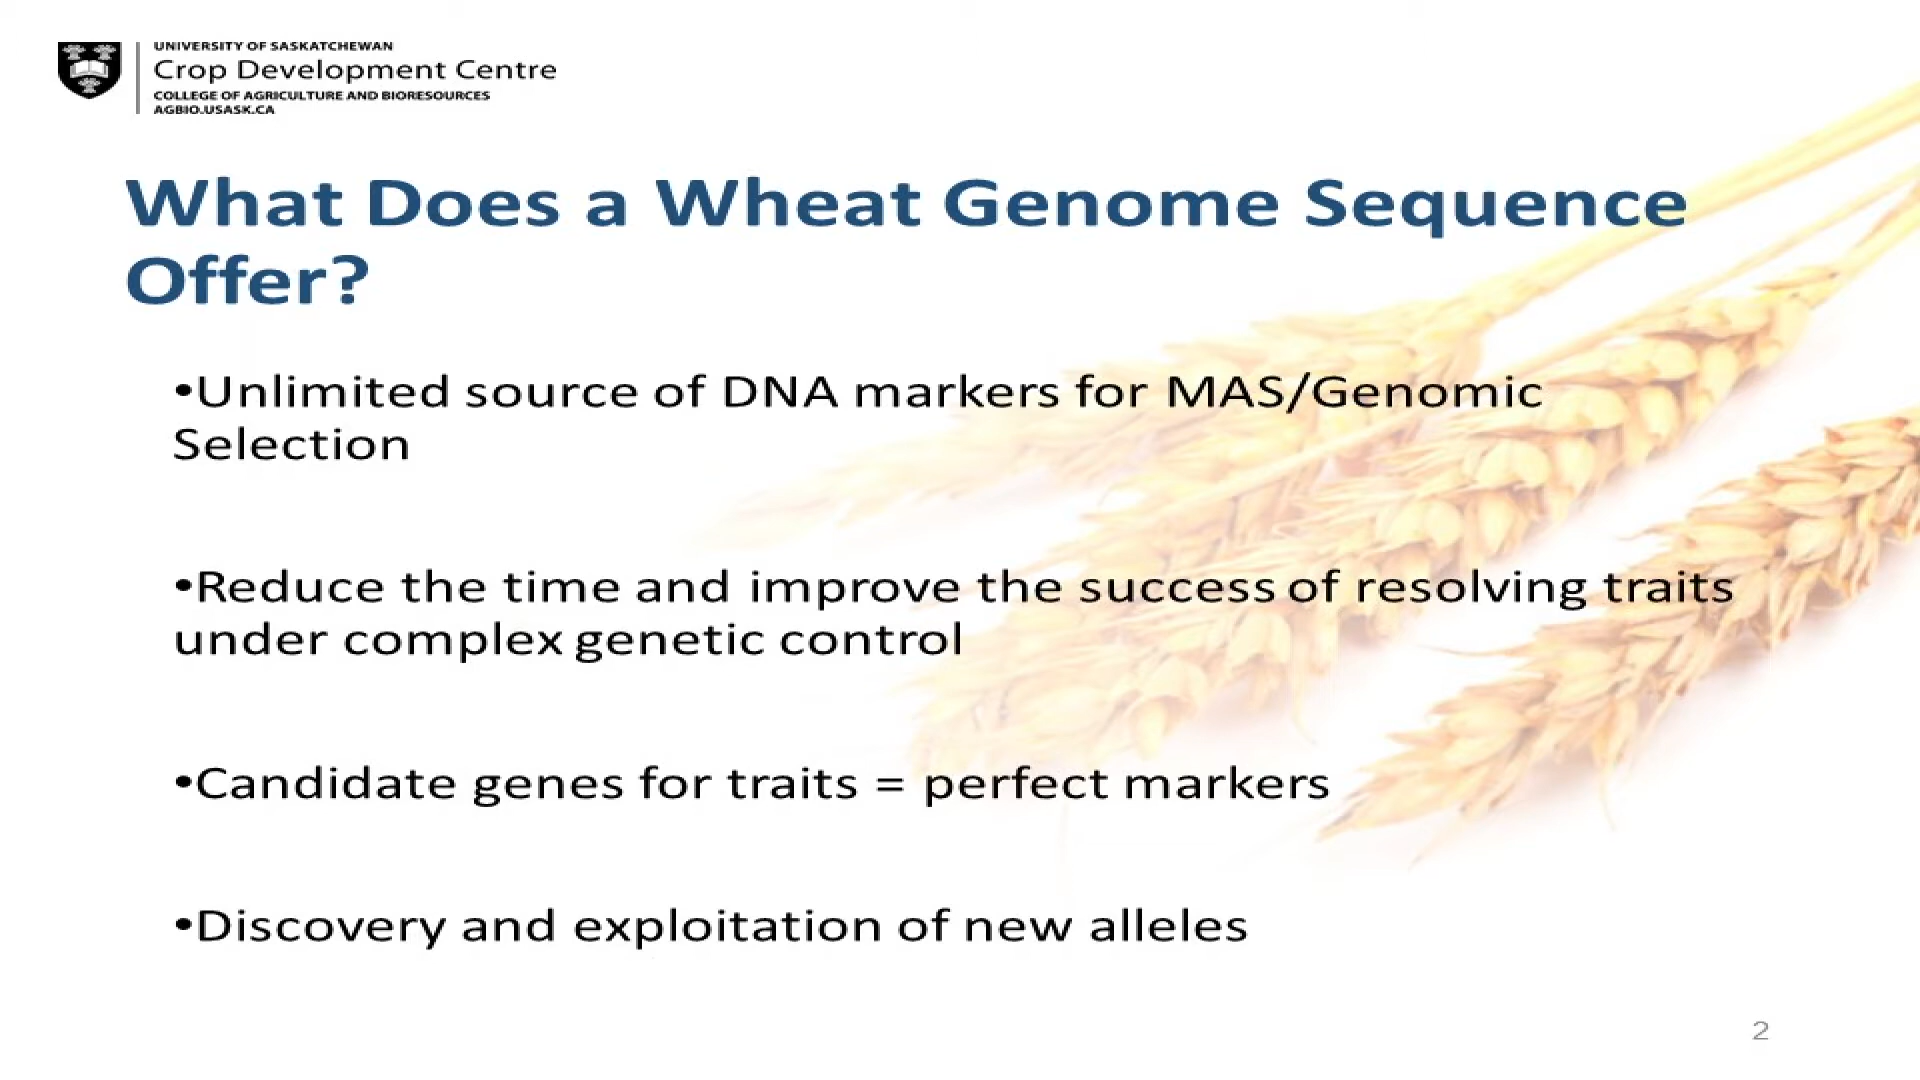 UNIVERSITY OF SASKATCHEWAN
Crop Development Centre
COLLEGE OF AGRICULTURE AND BIORESOURCES
AGBIO.USASK.CA
What Does a Wheat Genome Sequence
Offer?
•Unlimited source of DNA markers for MAS/Genomic
Selection
•Reduce the time and improve the success of resolving traits
under complex genetic control
•Candidate genes for traits = perfect markers
•Discovery and exploitation of new alleles
2